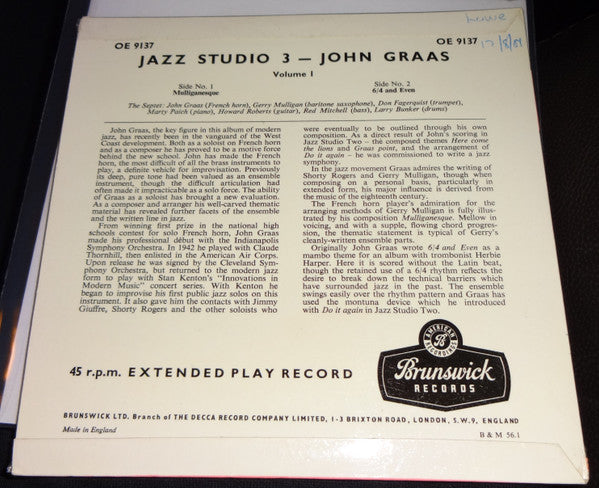 Lowe
17/8/61
OE 9137
OE 9137
JAZZ STUDIO 3 — JOHN GRAAS
Volume I
Side No. 1
Mulliganesque
Side No. 2
6/4 and Even
The Septet: John Graas (French horn), Gerry Mulligan (baritone saxophone), Don Fagerquist (trumpet),
Marty Paich (piano), Howard Roberts (guitar), Red Mitchell (bass), Larry Bunker (drums)
John Graas, the key figure in this album of modern
jazz, has recently been in the vanguard of the West
Coast development. Both as a soloist on French horn
and as a composer he has proved to be a motive force
behind the new school. John has made the French
horn, the most difficult of all the brass instruments to
play, a definite vehicle for improvisation. Previously
its deep, pure tone had been valued as an ensemble
instrument, though the difficult articulation had
often made it impracticable as a solo force. The ability
of Graas as a soloist has brought a new evaluation.
As a composer and arranger his well-carved thematic
material has revealed further facets of the ensemble
and the written line in jazz.
From winning first prize in the national high
schools contest for solo French horn, John Graas
made his professional début with the Indianapolis
Symphony Orchestra. In 1942 he played with Claude
Thornhill, then enlisted in the American Air Corps.
Upon release he was signed by the Cleveland Sym-
phony Orchestra, but returned to the modern jazz
form to play with Stan Kenton's "Innovations in
Modern Music" concert series. With Kenton he
began to improvise his first public jazz solos on this
instrument. It also gave him the contacts with Jimmy
Giuffre, Shorty Rogers and the other soloists who
were eventually to be outlined through his own
composition. As a direct result of John's scoring in
Jazz Studio Two — the composed themes Here come
the lions and Graas point, and the arrangement of
Do it again – he was commissioned to write a jazz
symphony.
In the jazz movement Graas admires the writing of
Shorty Rogers and Gerry Mulligan, though when
composing on a personal basis, particularly in
extended form, his major influence is derived from
the music of the eighteenth century.
The French horn player's admiration for the
arranging methods of Gerry Mulligan is fully illus-
trated by his composition Mulliganesque. Mellow in
voicing, and with a supple, flowing chord progres-
sion, the thematic statement is typical of Gerry's
cleanly-written ensemble parts.
Originally John Graas wrote 6/4 and Even as a
mambo theme for an album with trombonist Herbie
Harper. Here it is scored without the Latin beat,
though the retained use of a 6/4 rhythm reflects the
desire to break down the technical barriers which
have surrounded jazz in the past. The ensemble
swings easily over the rhythm pattern and Graas has
used the montuna device which he introduced
with Do it again in Jazz Studio Two.
45 r.p.m. EXTENDED PLAY RECORD
AMERICAN
B
RECORDINGS
Brunswick
RECORDS
BRUNSWICK LTD. Branch of THE DECCA RECORD COMPANY LIMITED, 1-3 BRIXTON ROAD, LONDON, S.W.9, ENGLAND
Made in England
B & M 56.1